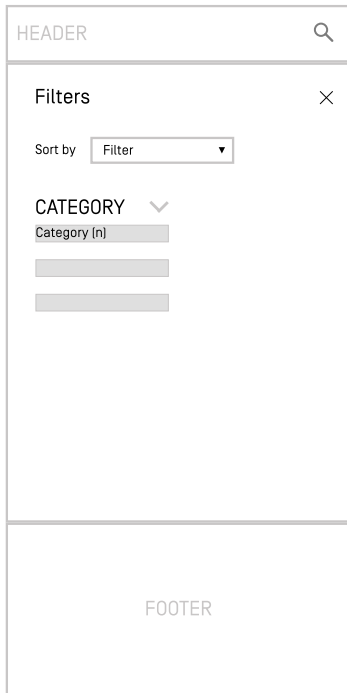 HEADER
Filters
Sort by Filter
CATEGORY
Category (n)
FOOTER